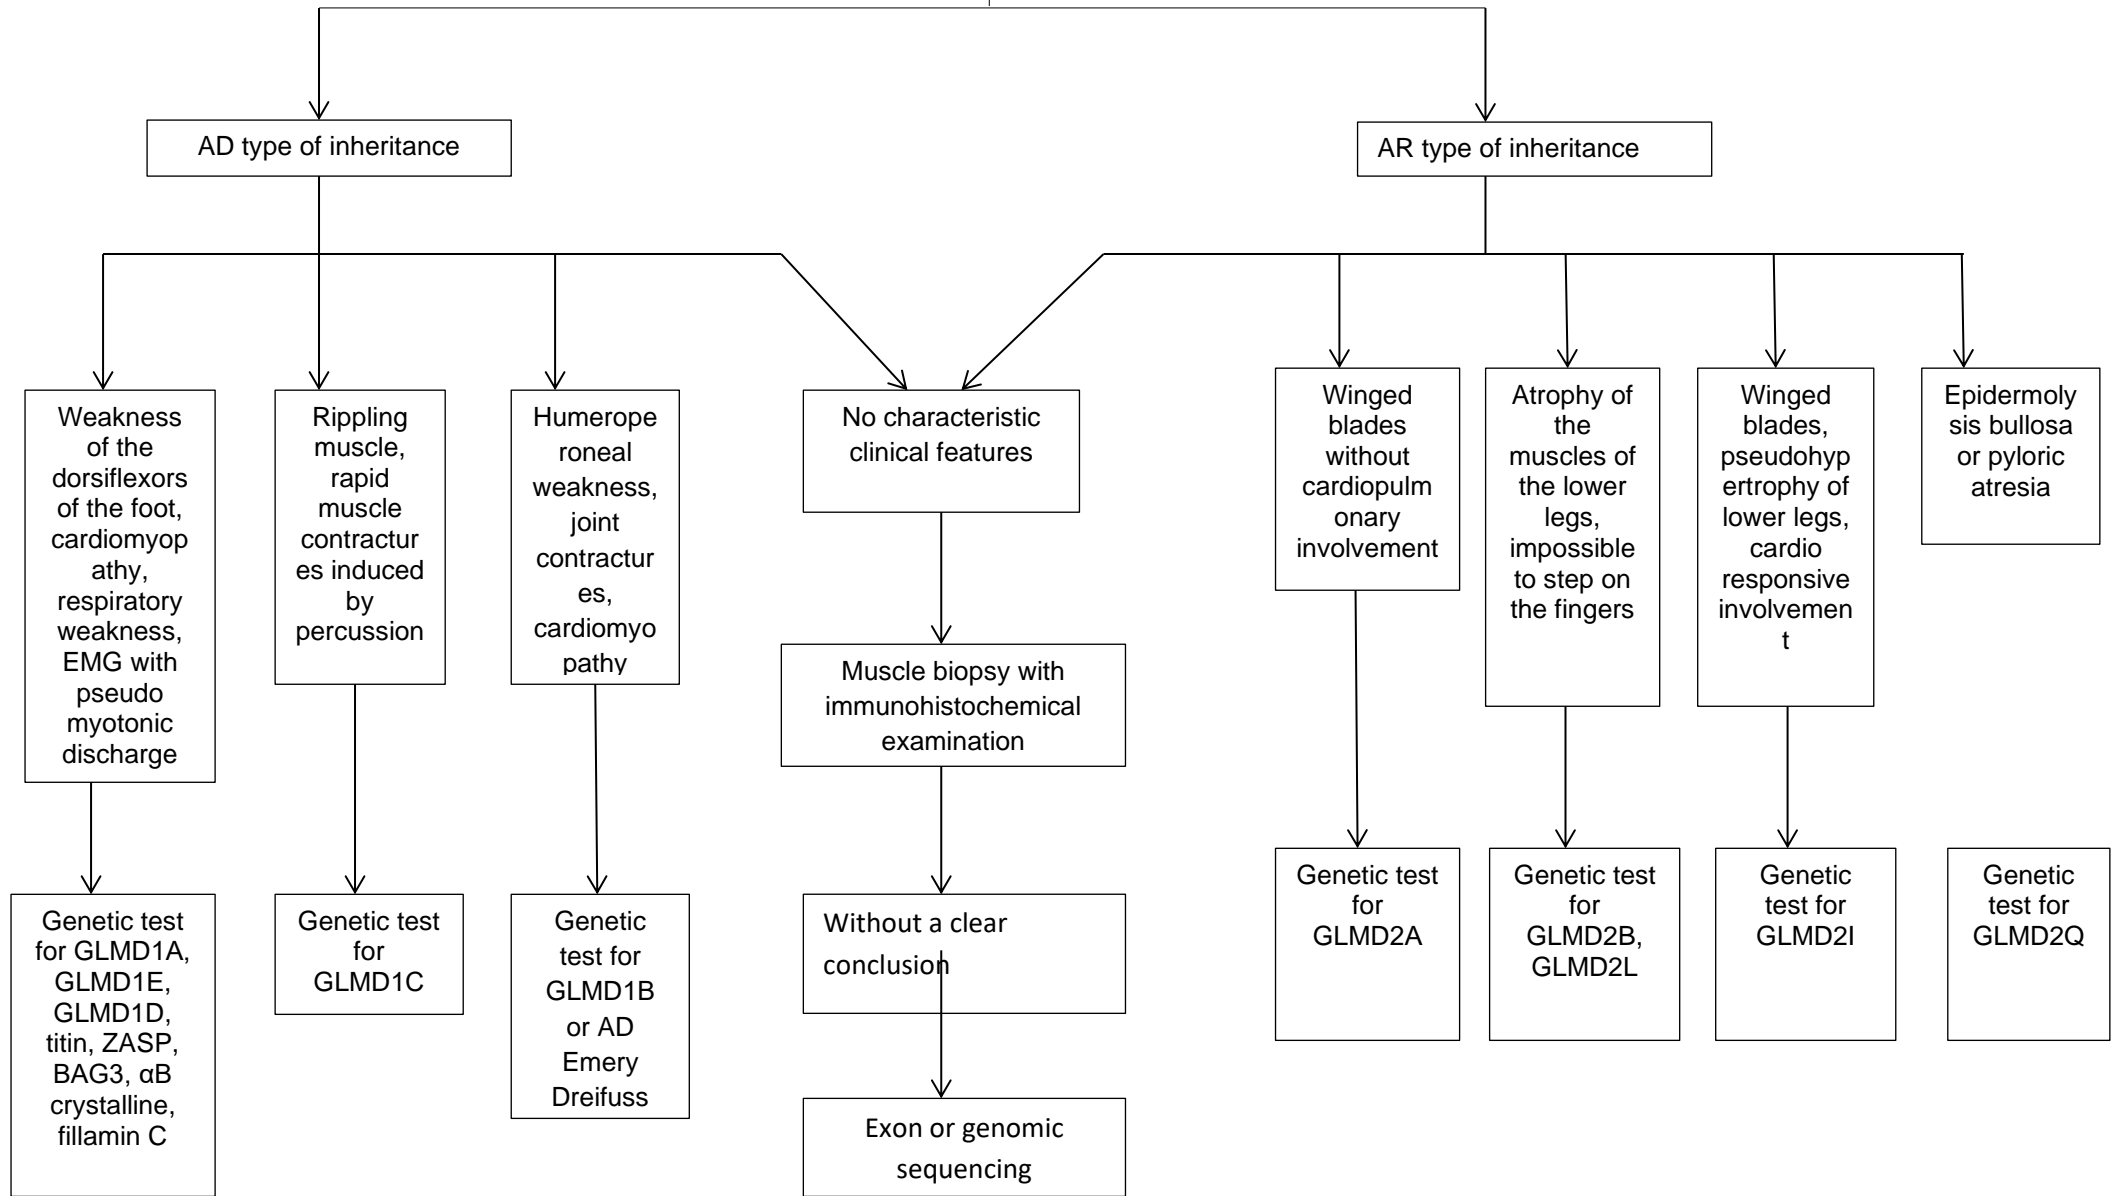 AD type of inheritance
AR type of inheritance
Weakness
of the
dorsiflexors
of the foot,
cardiomyop
athy,
respiratory
weakness,
EMG with
pseudo
myotonic
discharge
Rippling
muscle,
rapid
muscle
contractur
es induced
by
percussion
Humerope
roneal
weakness,
joint
contractur
es,
cardiomyo
pathy
No characteristic
clinical features
Winged
blades
without
cardiopulm
onary
involvement
Atrophy of
the
muscles of
the lower
legs,
impossible
to step on
the fingers
Winged
blades,
pseudohyp
ertrophy of
lower legs,
cardio
responsive
involvemen
t
Epidermoly
sis bullosa
or pyloric
atresia
Muscle biopsy with
immunohistochemical
examination
Genetic test
for GLMD1A,
GLMD1E,
GLMD1D,
titin, ZASP,
BAG3, αB
crystalline,
fillamin C
Genetic test
for
GLMD1C
Genetic
test for
GLMD1B
or AD
Emery
Dreifuss
Without a clear
conclusion
Genetic test
for
GLMD2A
Genetic test
for
GLMD2B,
GLMD2L
Genetic
test for
GLMD2I
Genetic
test for
GLMD2Q
Exon or genomic
sequencing